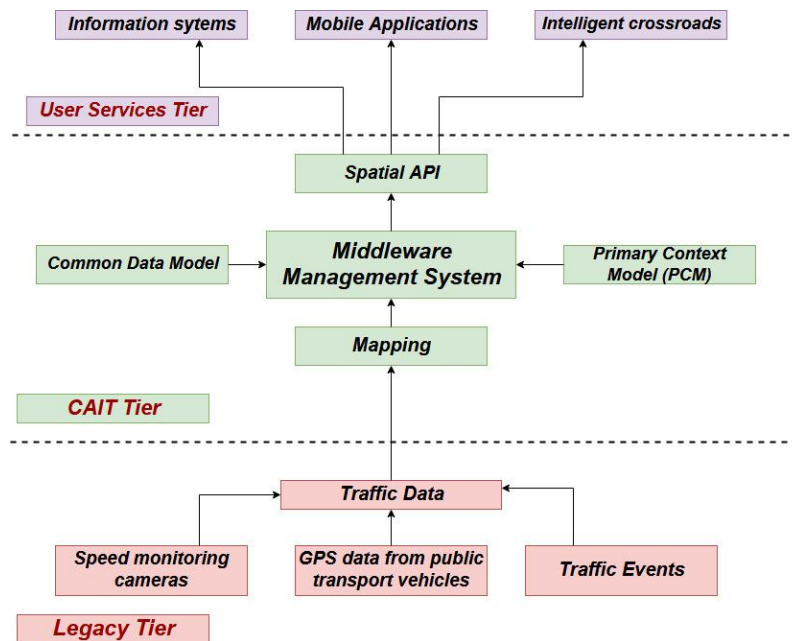 Information sytems
Mobile Applications
Intelligent crossroads
User Services Tier
Spatial API
Common Data Model
Middleware
Management System
Primary Context
Model (PCM)
Mapping
CAIT Tier
Traffic Data
Speed monitoring
cameras
GPS data from public
transport vehicles
Traffic Events
Legacy Tier